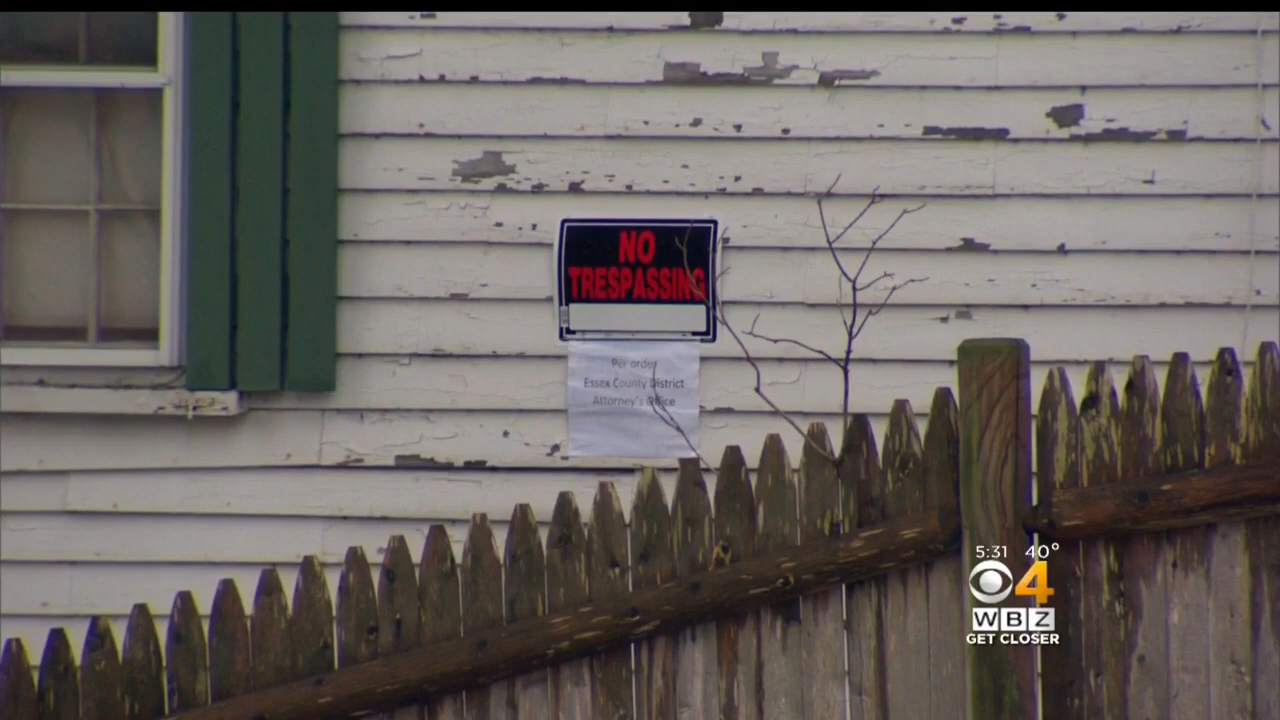 NO
TRESPASSING
Per order
Essex County District
Attorney's Office
5:31 40°
4
WBZ
GET CLOSER